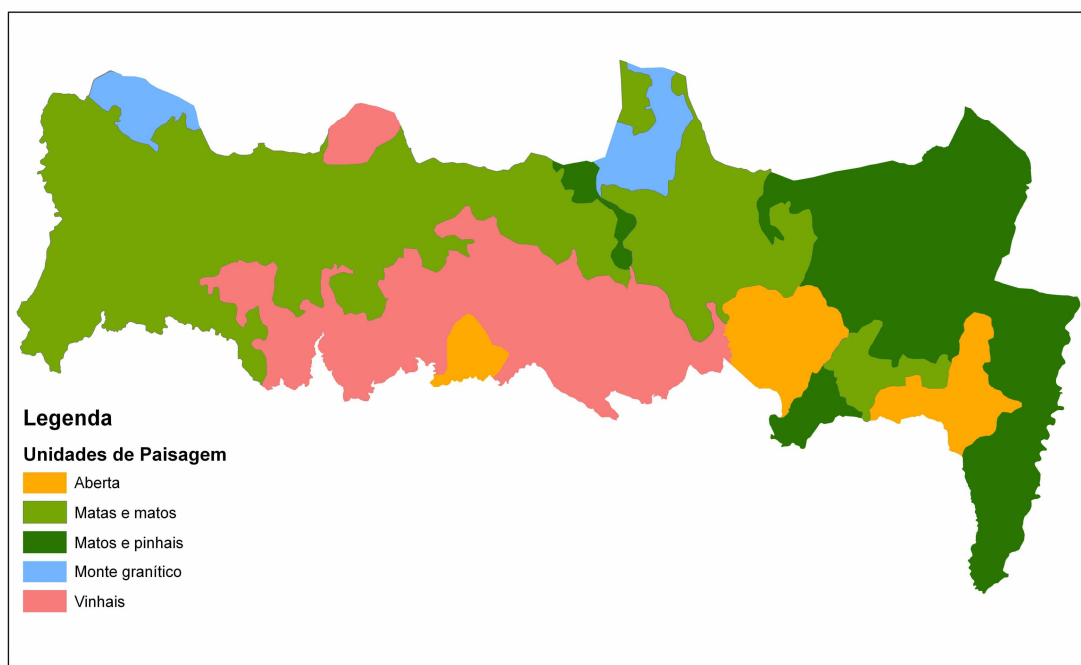 Legenda
Unidades de Paisagem
Aberta
Matas e matos
Matos e pinhais
Monte granítico
Vinhais